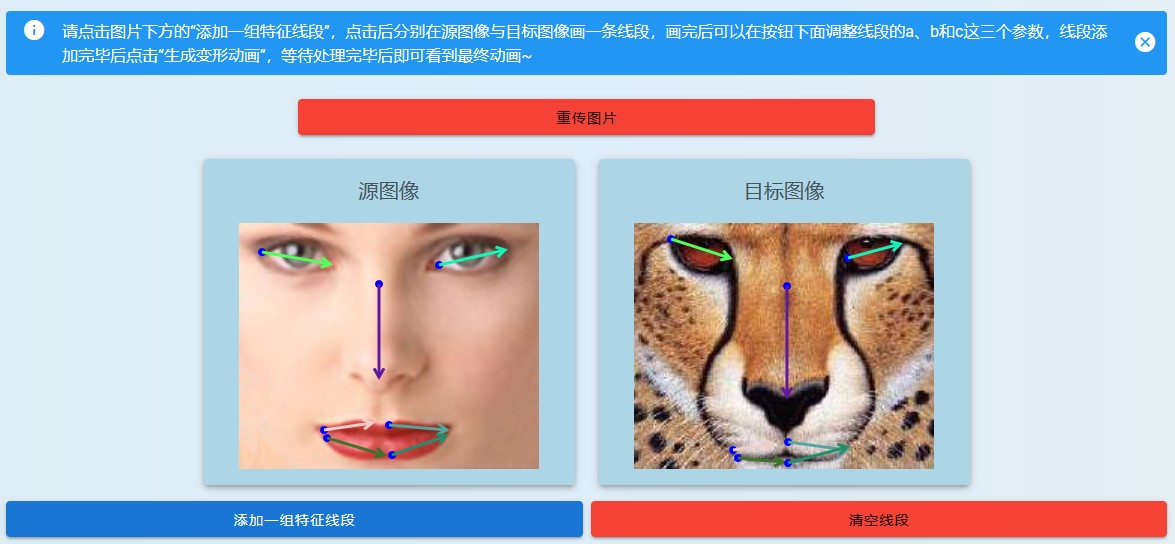 请点击图片下方的“添加一组特征线段”，点击后分别在源图像与目标图像画一条线段，画完后可以在按钮下面调整线段的a、b和c这三个参数，线段添
加完毕后点击“生成变形动画”，等待处理完毕后即可看到最终动画~
重传图片
源图像
目标图像
添加一组特征线段
清空线段